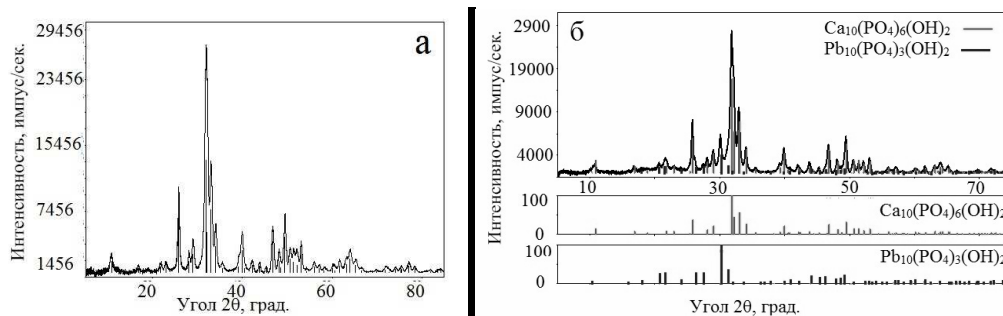 Интенсивность, импус/сек.
29456
23456
15456
7456
1456
а
20
40
60
80
Угол 2θ, град.
Интенсивность, импус/сек.
б
Ca10(PO4)6(OH)2
Pb10(PO4)3(OH)2
2900
19000
9000
4000
10
30
50
70
100
0
Ca10(PO4)6(OH)2
100
0
Pb10(PO4)3(OH)2
Угол 2θ, град.